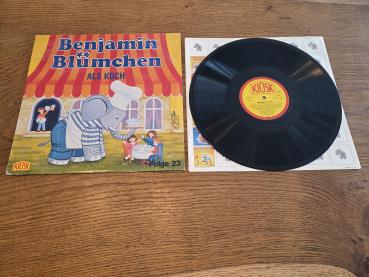 Benjamin
Blümchen
ALS KOCH
KIOSK
Folge 23
KIOSK